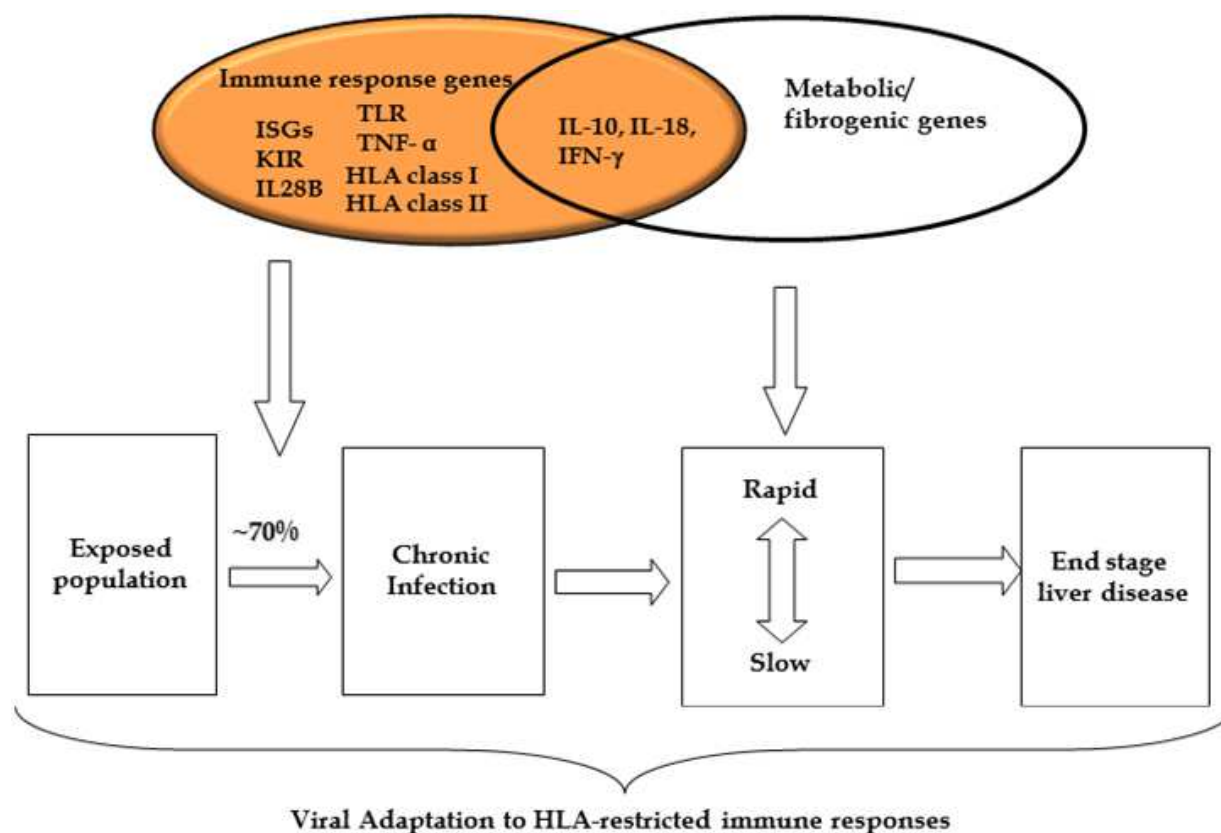 Immune response genes
ISGs
KIR
IL28B
TLR
TNF- α
HLA class I
HLA class II
IL-10, IL-18,
IFN-γ
Metabolic/
fibrogenic genes
Exposed
population
~70%
Chronic
Infection
Rapid
Slow
End stage
liver disease
Viral Adaptation to HLA-restricted immune responses